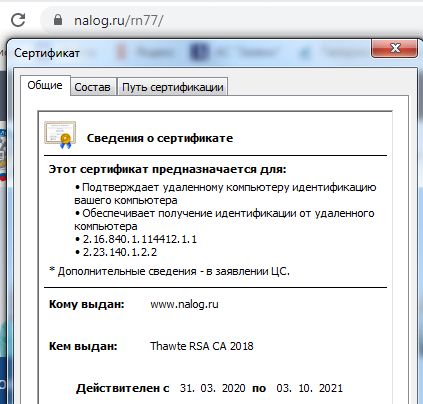 nalog.ru/rn77/
Сертификат
Общие Состав Путь сертификации
Сведения о сертификате
Этот сертификат предназначается для:
• Подтверждает удаленному компьютеру идентификацию
вашего компьютера
• Обеспечивает получение идентификации от удаленного
компьютера
• 2.16.840.1.114412.1.1
• 2.23.140.1.2.2
* Дополнительные сведения - в заявлении ЦС.
Кому выдан: www.nalog.ru
Кем выдан: Thawte RSA CA 2018
Действителен с 31. 03. 2020 по 03. 10. 2021